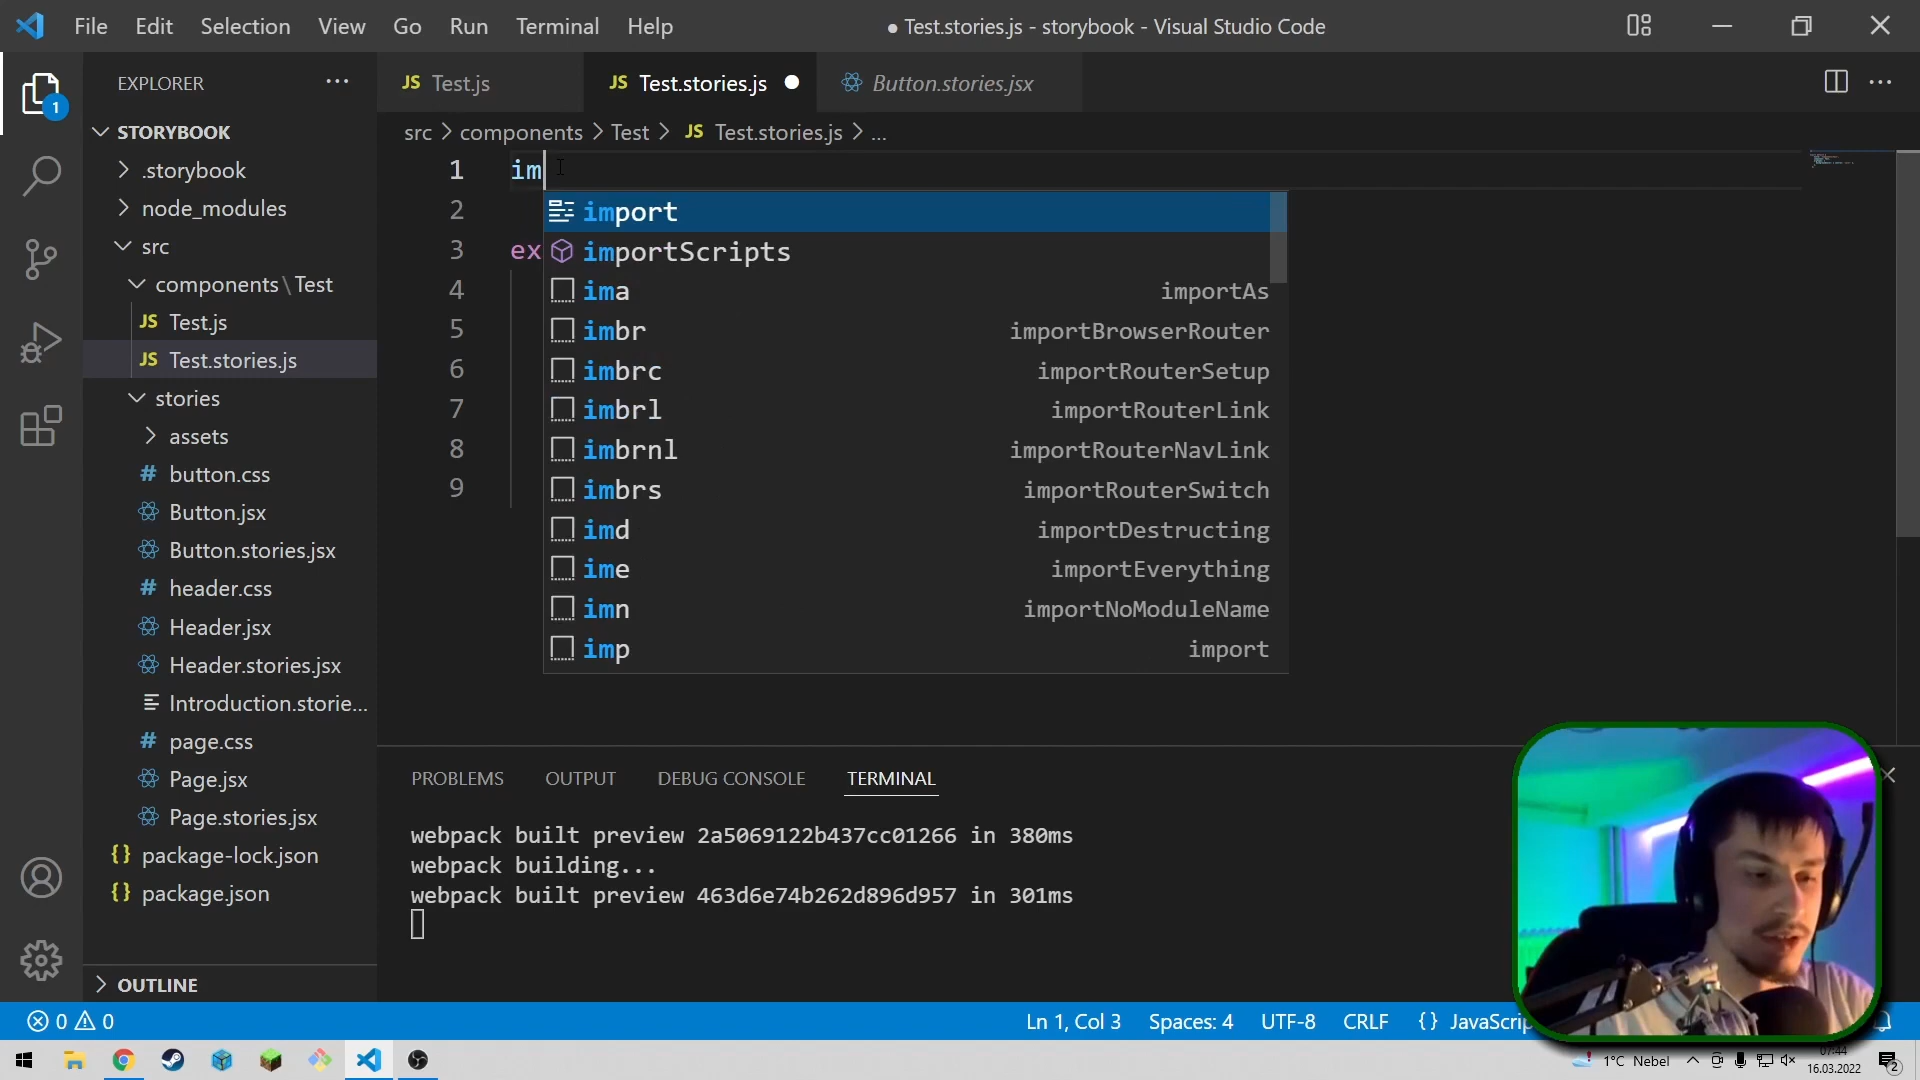 File Edit Selection View Go Run Terminal Help
● Test.stories.js - storybook - Visual Studio Code
EXPLORER
1
STORYBOOK
.storybook
node_modules
src
components\Test
JS Test.js
JS Test.stories.js
stories
assets
# button.css
Button.jsx
Button.stories.jsx
# header.css
Header.jsx
Header.stories.jsx
Introduction.storie...
# page.css
Page.jsx
Page.stories.jsx
{} package-lock.json
{} package.json
OUTLINE
JS Test.js
JS Test.stories.js
Button.stories.jsx
src > components > Test > JS Test.stories.js > ...
1 im
2
3 ex
4
5
6
7
8
9
import
importScripts
ima importAs
imbr importBrowserRouter
imbrc importRouterSetup
imbrl importRouterLink
imbrnl importRouterNavLink
imbrs importRouterSwitch
imd importDestructing
ime importEverything
imn importNoModuleName
imp import
PROBLEMS OUTPUT DEBUG CONSOLE TERMINAL
webpack built preview 2a5069122b437cc01266 in 380ms
webpack building...
webpack built preview 463d6e74b262d896d957 in 301ms
0 0
Ln 1, Col 3 Spaces: 4 UTF-8 CRLF {} JavaScrip
1°C Nebel
07:44
16.03.2022
2